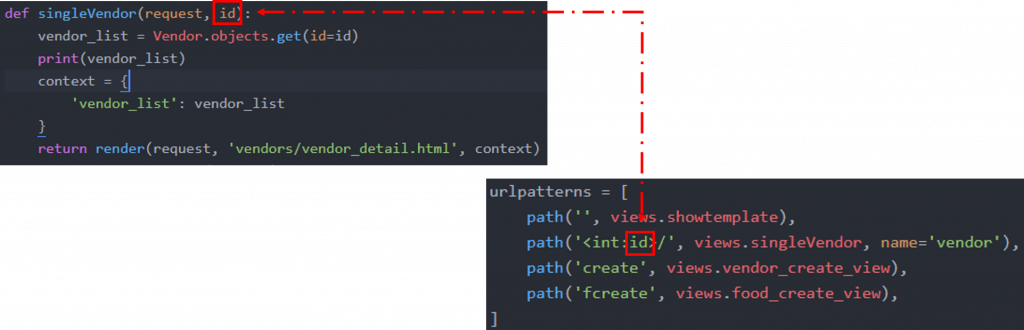 def singleVendor(request, id):
    vendor_list = Vendor.objects.get(id=id)
    print(vendor_list)
    context = {
        'vendor_list': vendor_list
    }
    return render(request, 'vendors/vendor_detail.html', context)
urlpatterns = [
    path('', views.showtemplate),
    path('<int:id>/', views.singleVendor, name='vendor'),
    path('create', views.vendor_create_view),
    path('fcreate', views.food_create_view),
]